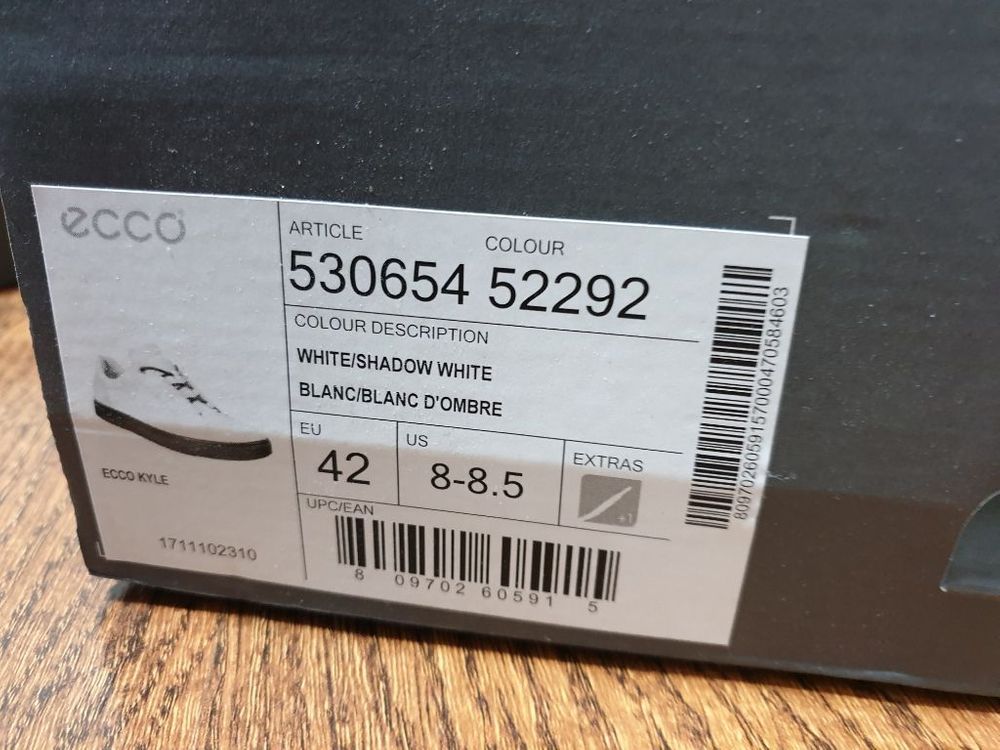 ecco
ARTICLE
COLOUR
530654 52292
COLOUR DESCRIPTION
WHITE/SHADOW WHITE
BLANC/BLANC D'OMBRE
EU
42
US
8-8.5
EXTRAS
+1
UPC/EAN
8 09702 60591 5
ECCO KYLE
1711102310
80970260591570004705846​03